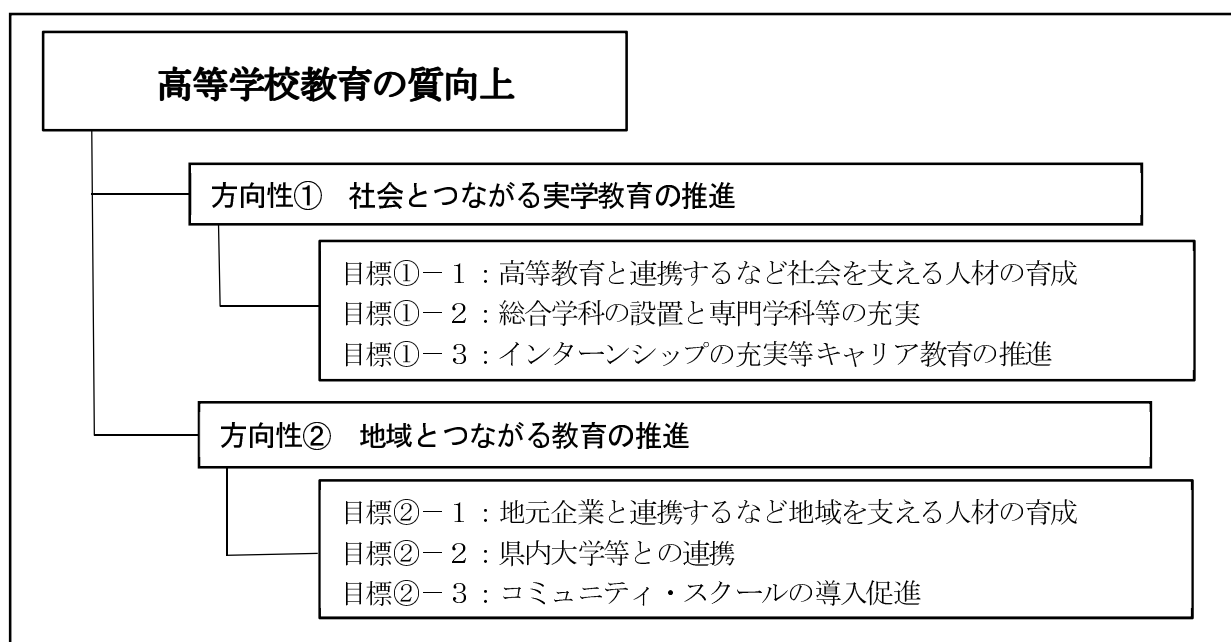 高等学校教育の質向上
方向性①　社会とつながる実学教育の推進
目標①－１：高等教育と連携するなど社会を支える人材の育成
目標①－２：総合学科の設置と専門学科等の充実
目標①－３：インターンシップの充実等キャリア教育の推進
方向性②　地域とつながる教育の推進
目標②－１：地元企業と連携するなど地域を支える人材の育成
目標②－２：県内大学等との連携
目標②－３：コミュニティ・スクールの導入促進